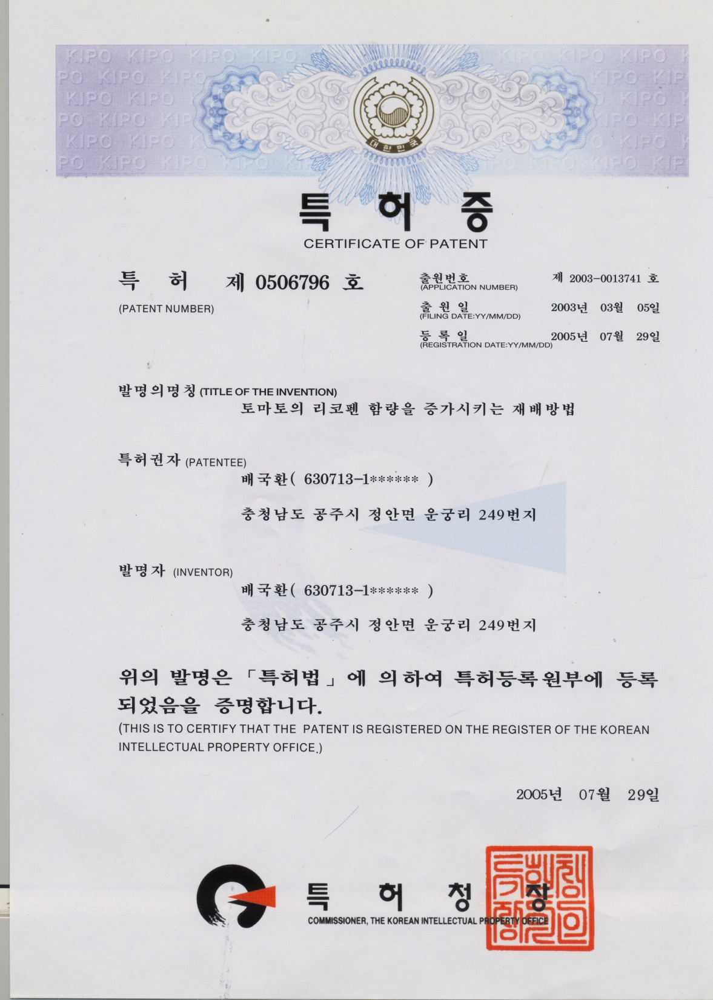 KIPO KIPO KIPO KIPO KIPO KIPO KIPO
대한민국
특 허 증
CERTIFICATE OF PATENT
특 허 제 0506796 호
(PATENT NUMBER)
출원번호 제 2003-0013741 호
(APPLICATION NUMBER)
출 원 일 2003년 03월 05일
(FILING DATE:YY/MM/DD)
등 록 일 2005년 07월 29일
(REGISTRATION DATE:YY/MM/DD)
발명의명칭 (TITLE OF THE INVENTION)
토마토의 리코펜 함량을 증가시키는 재배방법
특허권자 (PATENTEE)
배국환( 630713-1****** )
충청남도 공주시 정안면 운궁리 249번지
발명자 (INVENTOR)
배국환( 630713-1****** )
충청남도 공주시 정안면 운궁리 249번지
위의 발명은 「특허법」에 의하여 특허등록원부에 등록
되었음을 증명합니다.
(THIS IS TO CERTIFY THAT THE PATENT IS REGISTERED ON THE REGISTER OF THE KOREAN
INTELLECTUAL PROPERTY OFFICE.)
2005년 07월 29일
특 허 청 장
COMMISSIONER, THE KOREAN INTELLECTUAL PROPERTY OFFICE